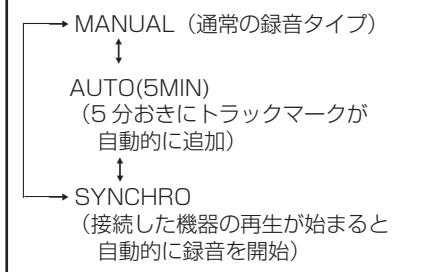 MANUAL（通常の録音タイプ）
AUTO(5MIN)
（5 分おきにトラックマークが
自動的に追加）
SYNCHRO
（接続した機器の再生が始まると
自動的に録音を開始）